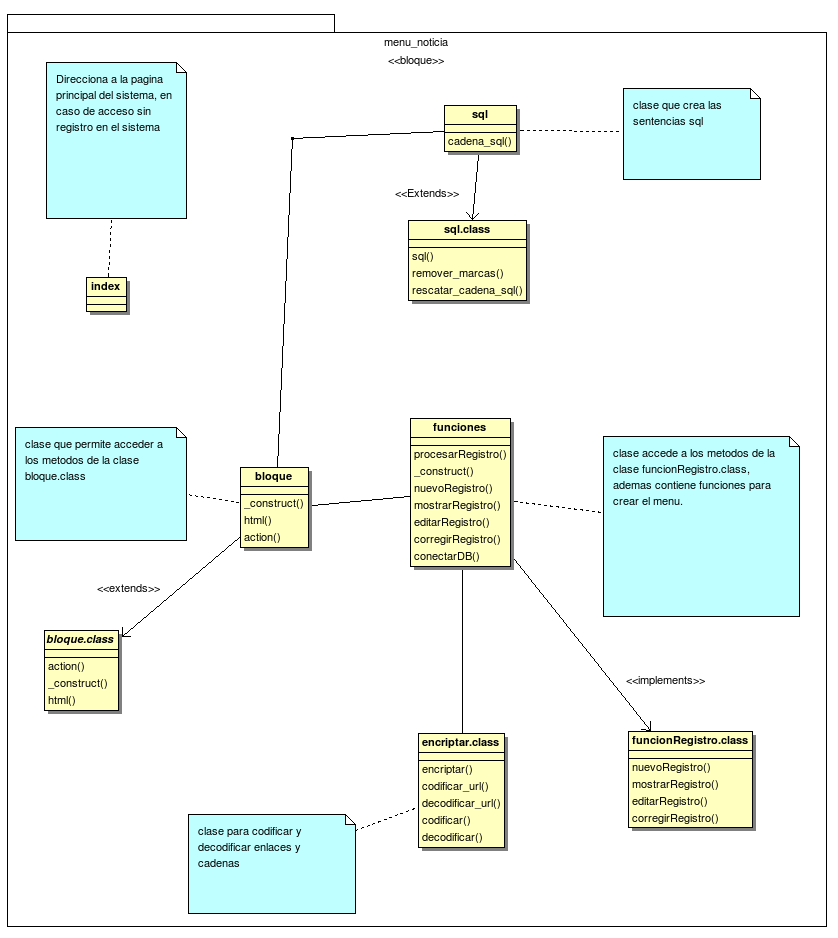 menu_noticia
<<bloque>>
Direcciona a la pagina
principal del sistema, en
caso de acceso sin
registro en el sistema
sql
cadena_sql()
clase que crea las
sentencias sql
<<Extends>>
sql.class
sql()
remover_marcas()
rescatar_cadena_sql()
index
clase que permite acceder a
los metodos de la clase
bloque.class
bloque
_construct()
html()
action()
funciones
procesarRegistro()
_construct()
nuevoRegistro()
mostrarRegistro()
editarRegistro()
corregirRegistro()
conectarDB()
clase accede a los metodos de la
clase funcionRegistro.class,
ademas contiene funciones para
crear el menu.
<<extends>>
bloque.class
action()
_construct()
html()
<<implements>>
encriptar.class
encriptar()
codificar_url()
decodificar_url()
codificar()
decodificar()
funcionRegistro.class
nuevoRegistro()
mostrarRegistro()
editarRegistro()
corregirRegistro()
clase para codificar y
decodificar enlaces y
cadenas